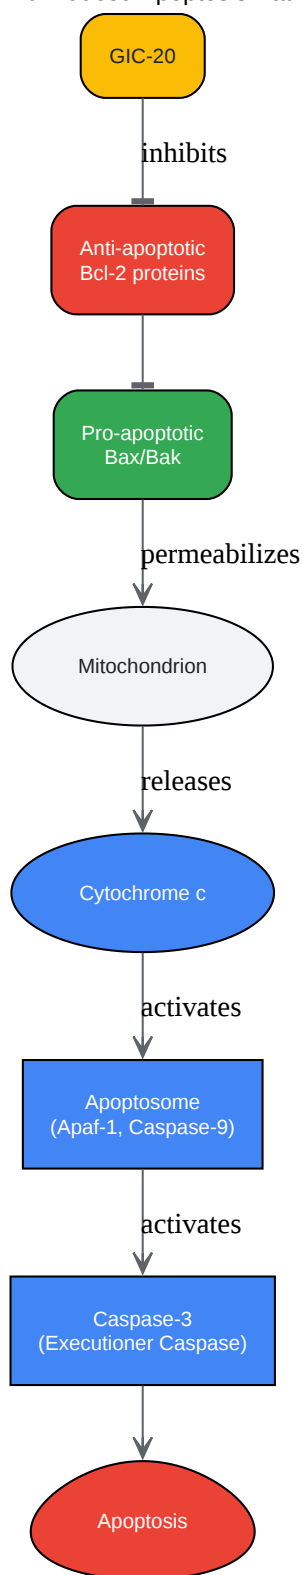 GIC-20
inhibits
Anti-apoptotic
Bcl-2 proteins
Pro-apoptotic
Bax/Bak
permeabilizes
Mitochondrion
releases
Cytochrome c
activates
Apoptosome
(Apaf-1, Caspase-9)
activates
Caspase-3
(Executioner Caspase)
Apoptosis